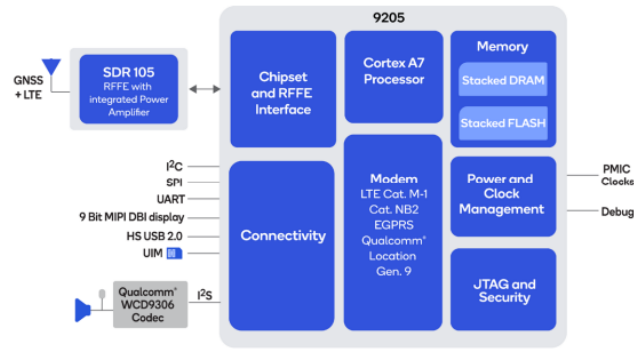 9205
GNSS
+ LTE
SDR 105
RFFE with
integrated Power
Amplifier
Chipset
and RFFE
Interface
Cortex A7
Processor
Memory
Stacked DRAM
Stacked FLASH
I²C
SPI
UART
9 Bit MIPI DBI display
HS USB 2.0
UIM
Qualcomm®
WCD9306
Codec
I²S
Connectivity
Modem
LTE Cat. M-1
Cat. NB2
EGPRS
Qualcomm®
Location
Gen. 9
Power and
Clock
Management
PMIC
Clocks
Debug
JTAG and
Security